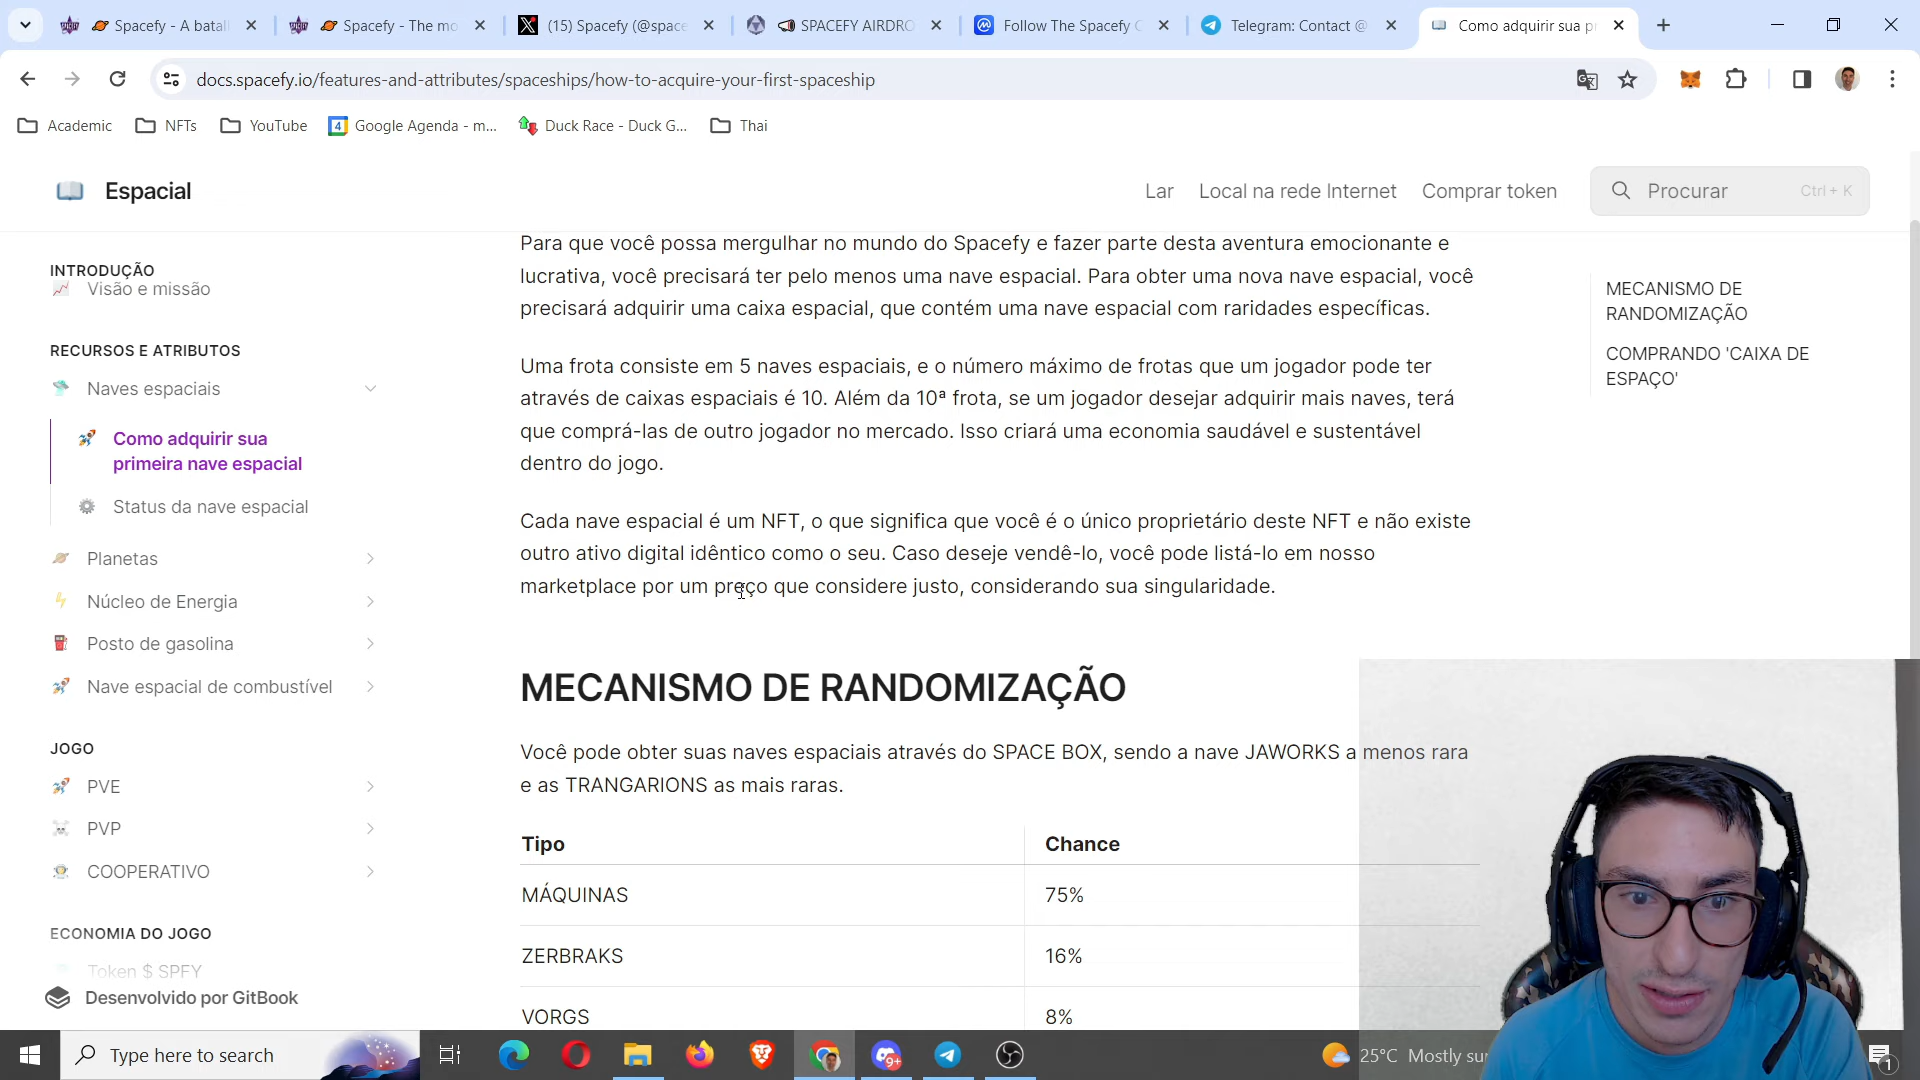 Spacefy - A batall
Spacefy - The mo
(15) Spacefy (@space
SPACEFY AIRDRO
Follow The Spacefy C
Telegram: Contact @
Como adquirir sua pr
docs.spacefy.io/features-and-attributes/spaceships/how-to-acquire-your-first-spaceship
Academic
NFTs
YouTube
4
Google Agenda - m...
Duck Race - Duck G...
Thai
Espacial
Lar
Local na rede Internet
Comprar token
Procurar
Ctrl + K
INTRODUÇÃO
Visão e missão
RECURSOS E ATRIBUTOS
Naves espaciais
Como adquirir sua
primeira nave espacial
Status da nave espacial
Planetas
Núcleo de Energia
Posto de gasolina
Nave espacial de combustível
JOGO
PVE
PVP
COOPERATIVO
ECONOMIA DO JOGO
Token $ SPFY
Desenvolvido por GitBook
Para que você possa mergulhar no mundo do Spacefy e fazer parte desta aventura emocionante e
lucrativa, você precisará ter pelo menos uma nave espacial. Para obter uma nova nave espacial, você
precisará adquirir uma caixa espacial, que contém uma nave espacial com raridades específicas.
Uma frota consiste em 5 naves espaciais, e o número máximo de frotas que um jogador pode ter
através de caixas espaciais é 10. Além da 10ª frota, se um jogador desejar adquirir mais naves, terá
que comprá-las de outro jogador no mercado. Isso criará uma economia saudável e sustentável
dentro do jogo.
Cada nave espacial é um NFT, o que significa que você é o único proprietário deste NFT e não existe
outro ativo digital idêntico como o seu. Caso deseje vendê-lo, você pode listá-lo em nosso
marketplace por um preço que considere justo, considerando sua singularidade.
MECANISMO DE RANDOMIZAÇÃO
Você pode obter suas naves espaciais através do SPACE BOX, sendo a nave JAWORKS a menos rara
e as TRANGARIONS as mais raras.
Tipo
Chance
MÁQUINAS
75%
ZERBRAKS
16%
VORGS
8%
MECANISMO DE
RANDOMIZAÇÃO
COMPRANDO 'CAIXA DE
ESPAÇO'
Type here to search
9+
25°C Mostly su
1